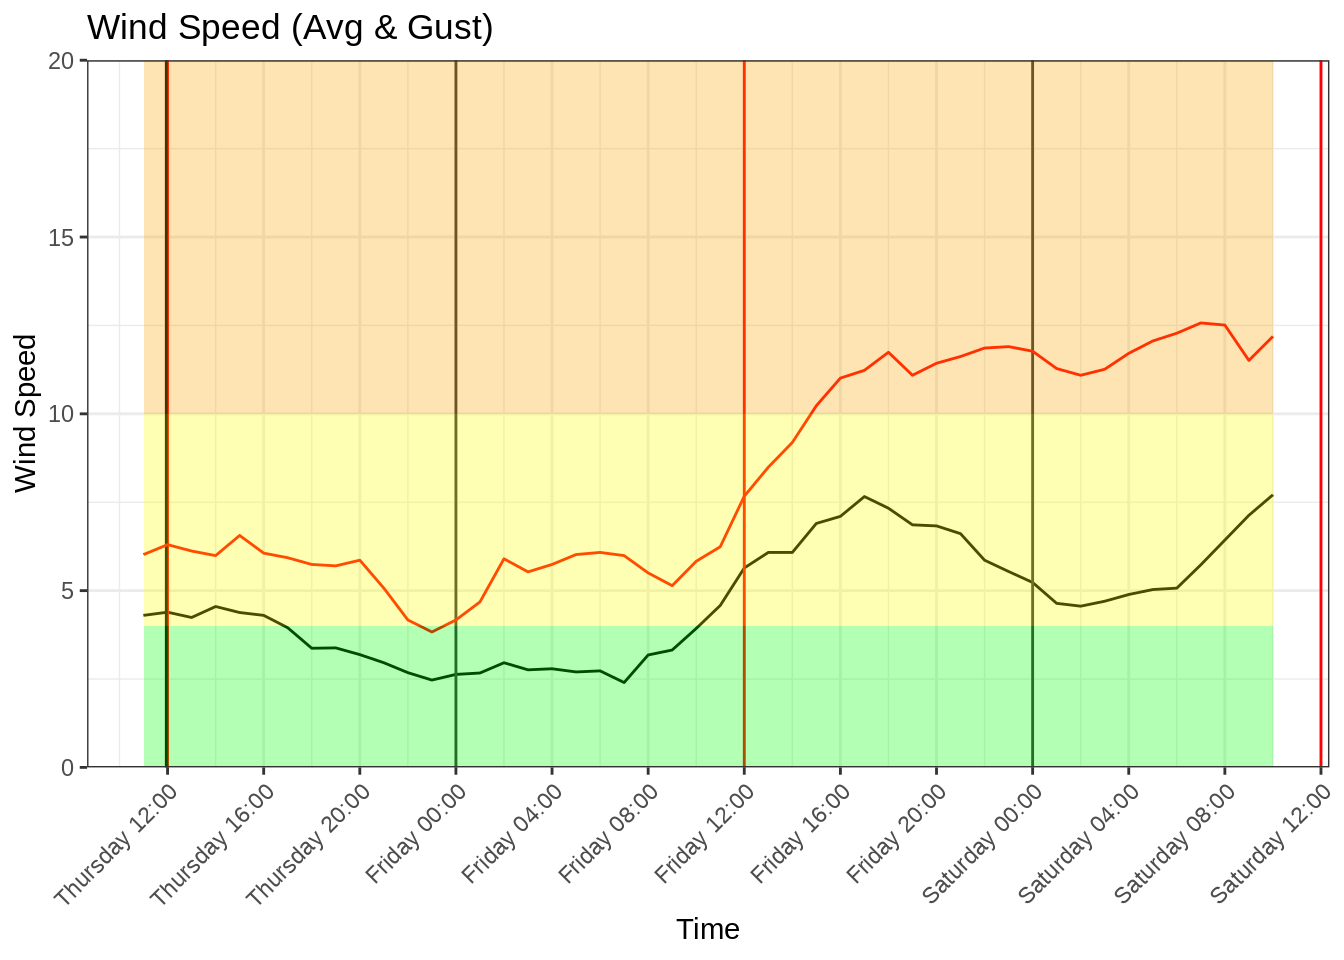 Wind Speed (Avg & Gust)
20
15
10
5
0
Wind Speed
Thursday 12:00
Thursday 16:00
Thursday 20:00
Friday 00:00
Friday 04:00
Friday 08:00
Friday 12:00
Friday 16:00
Friday 20:00
Saturday 00:00
Saturday 04:00
Saturday 08:00
Saturday 12:00
Time